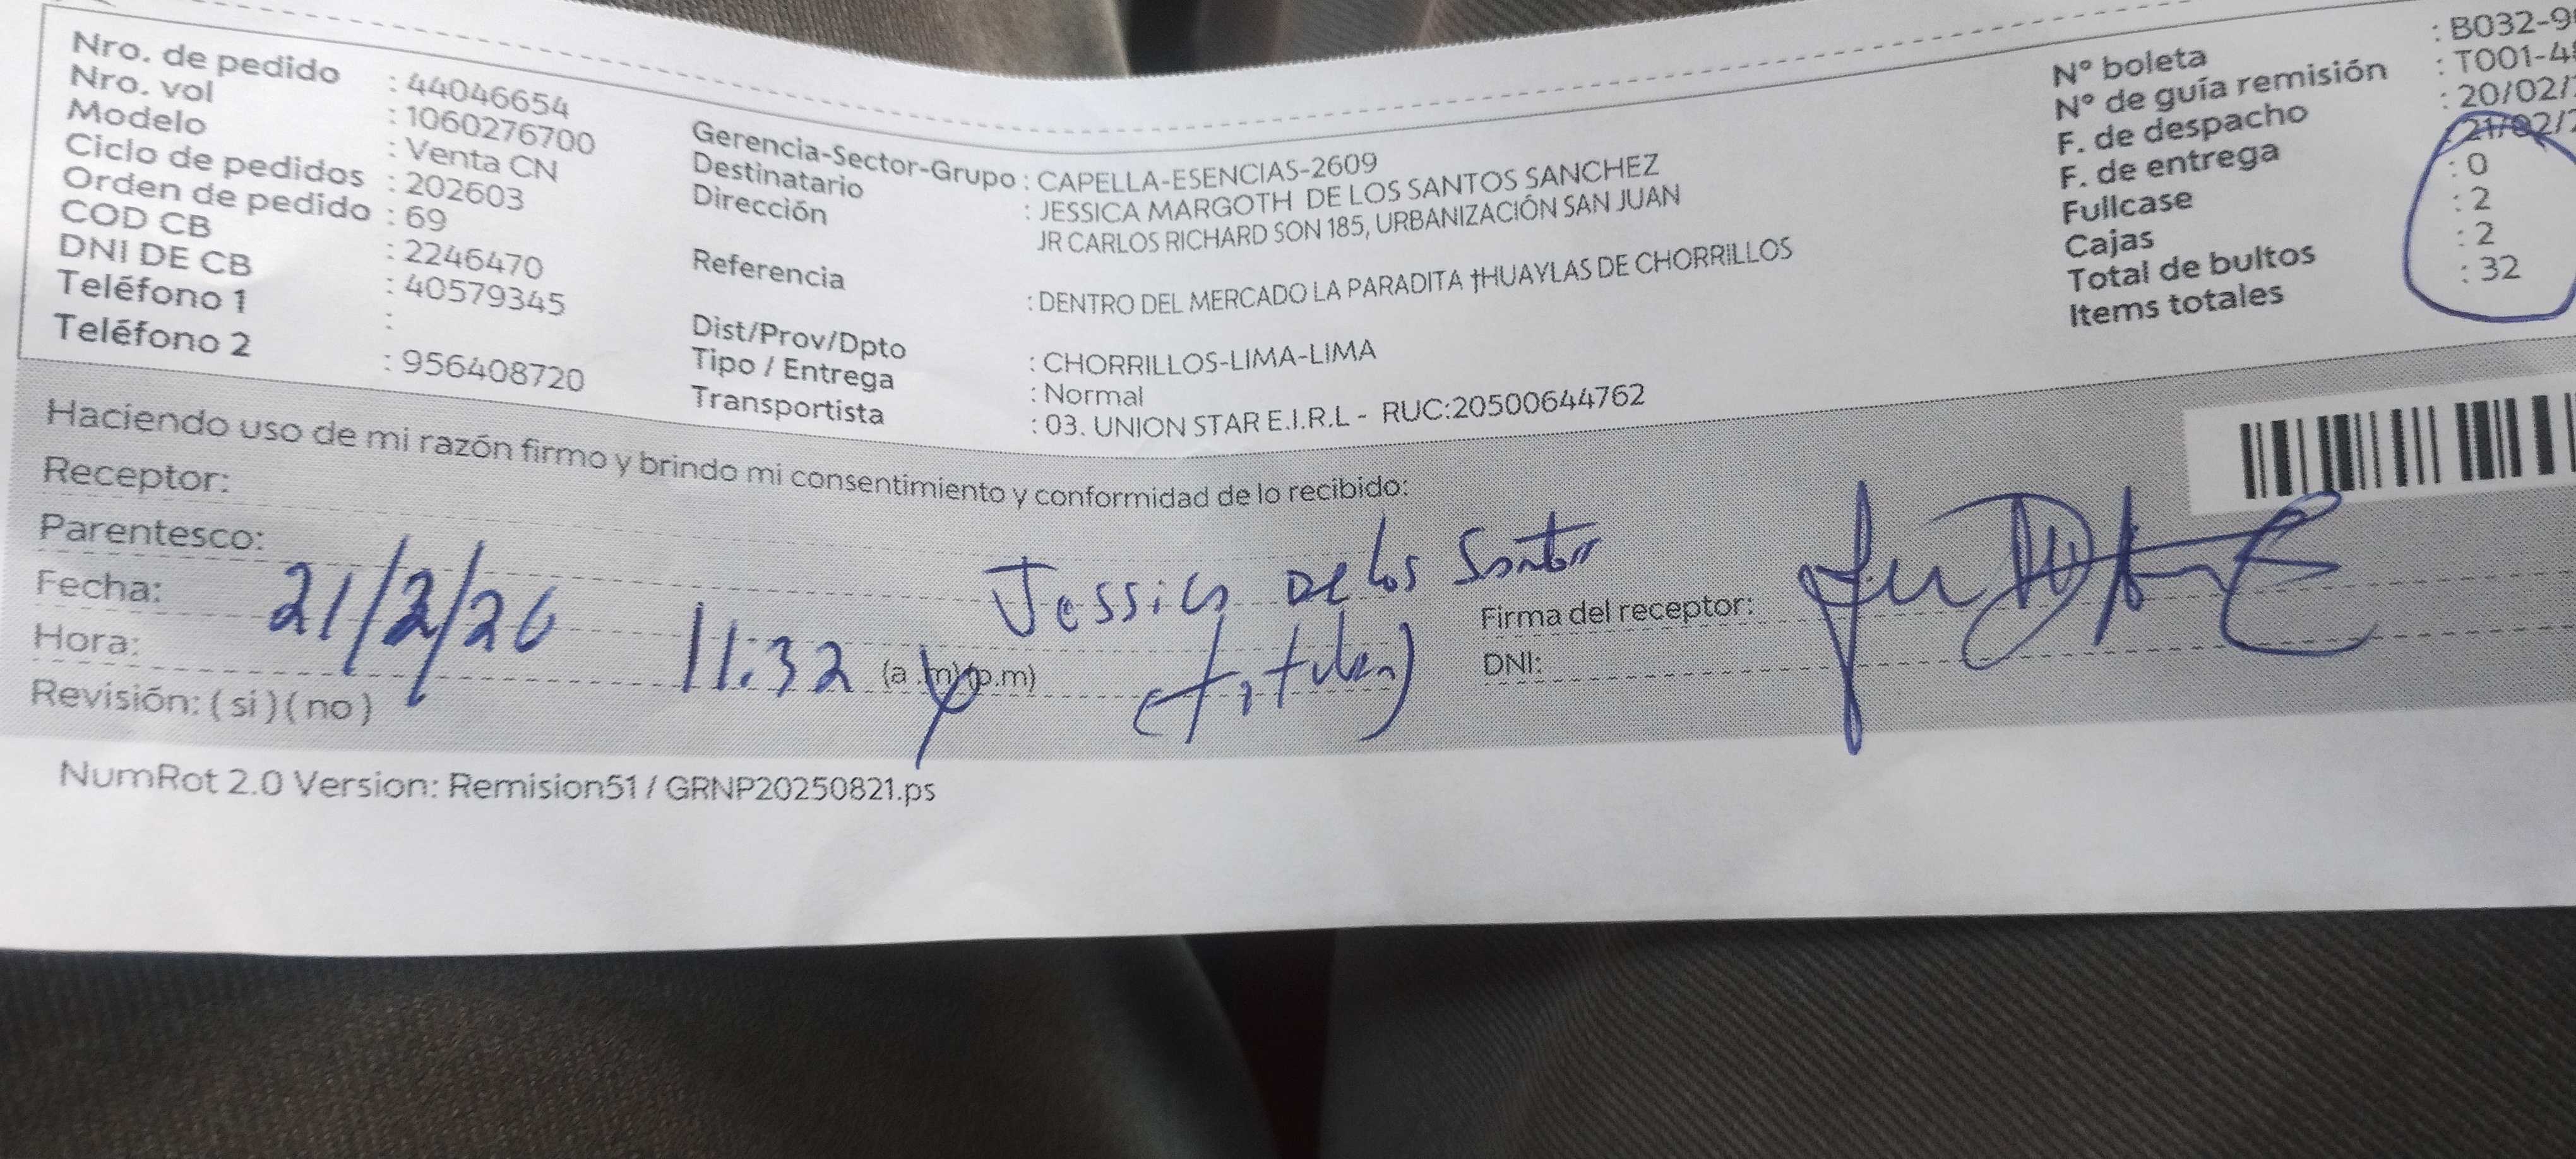 Nro. de pedido : 44046654
Nro. vol : 1060276700
Modelo : Venta CN
Ciclo de pedidos : 202603
Orden de pedido : 69
COD CB : 2246470
DNI DE CB : 40579345
Teléfono 1 :
Teléfono 2 : 956408720
Gerencia-Sector-Grupo : CAPELLA-ESENCIAS-2609
Destinatario : JESSICA MARGOTH DE LOS SANTOS SANCHEZ
Dirección : JR CARLOS RICHARD SON 185, URBANIZACIÓN SAN JUAN
Referencia : DENTRO DEL MERCADO LA PARADITA †HUAYLAS DE CHORRILLOS
Dist/Prov/Dpto : CHORRILLOS-LIMA-LIMA
Tipo / Entrega : Normal
Transportista : 03. UNION STAR E.I.R.L - RUC:20500644762
Nº boleta : B032-9
Nº de guía remisión : T001-4
F. de despacho : 20/02/
F. de entrega : 21/02/2
Fullcase : 0
Cajas : 2
Total de bultos : 2
Items totales : 32
Haciendo uso de mi razón firmo y brindo mi consentimiento y conformidad de lo recibido:
Receptor: Jessica De los Santos
Parentesco: (titular)
Fecha: 21/2/26
Hora: 11:32 (a.m)(p.m)
Revisión: ( si ) ( no )
Firma del receptor:
DNI:
NumRot 2.0 Version: Remision51 / GRNP20250821.ps